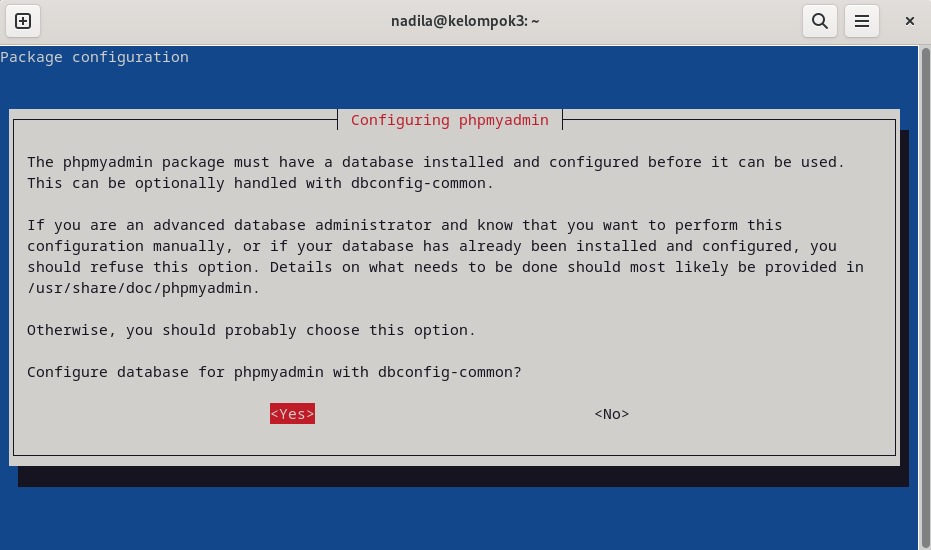 nadila@kelompok3: ~
Package configuration
Configuring phpmyadmin
The phpmyadmin package must have a database installed and configured before it can be used.
This can be optionally handled with dbconfig-common.
If you are an advanced database administrator and know that you want to perform this
configuration manually, or if your database has already been installed and configured, you
should refuse this option. Details on what needs to be done should most likely be provided in
/usr/share/doc/phpmyadmin.
Otherwise, you should probably choose this option.
Configure database for phpmyadmin with dbconfig-common?
<Yes> <No>